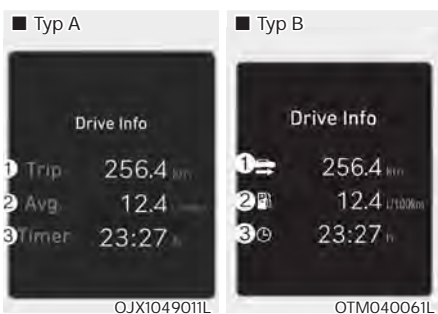 ■ Typ A
Drive Info
① Trip 256.4 km
② Avg. 12.4
③ Timer 23:27 h
OJX1049011L
■ Typ B
Drive Info
① 256.4 km
② 12.4 L/100km
③ 23:27 h
OTM040061L